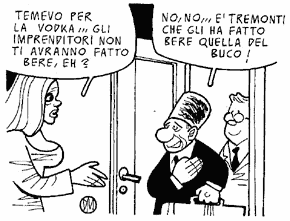 TEMEVO PER
LA VODKA,,, GLI
IMPRENDITORI NON
TI AVRANNO FATTO
BERE, EH?
NO, NO,,, E' TREMONTI
CHE GLI HA FATTO
BERE QUELLA DEL
BUCO!